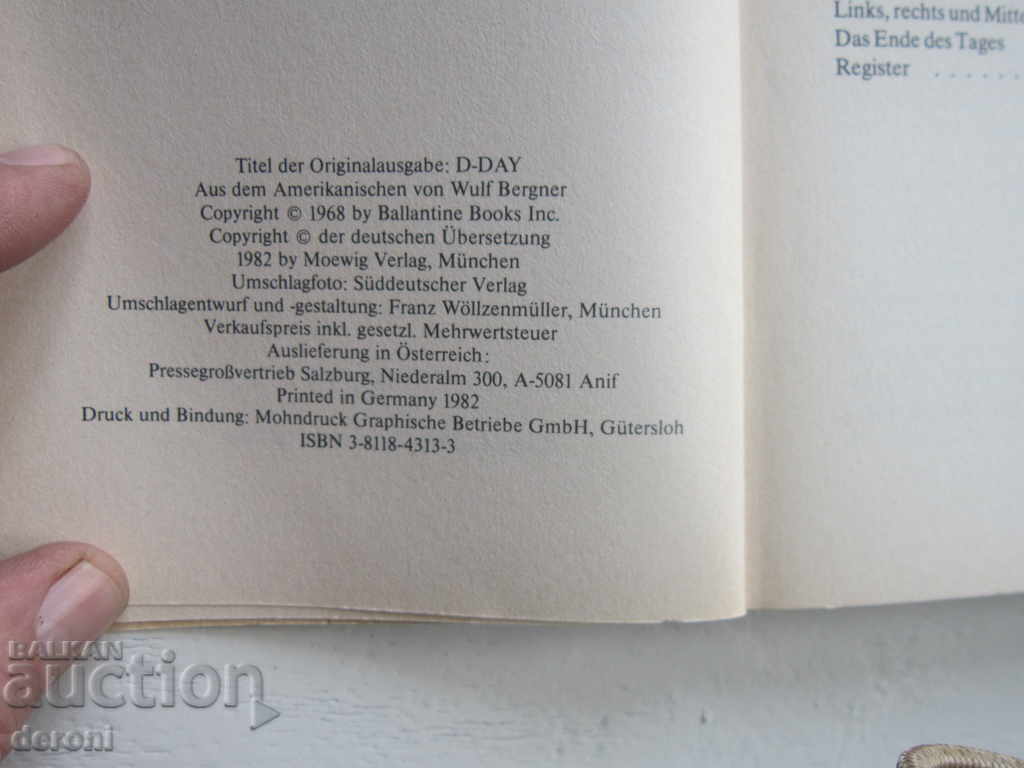 Titel der Originalausgabe: D-DAY
Aus dem Amerikanischen von Wulf Bergner
Copyright © 1968 by Ballantine Books Inc.
Copyright © der deutschen Übersetzung
1982 by Moewig Verlag, München
Umschlagfoto: Süddeutscher Verlag
Umschlagentwurf und -gestaltung: Franz Wöllzenmüller, München
Verkaufspreis inkl. gesetzl. Mehrwertsteuer
Auslieferung in Österreich:
Pressegroßvertrieb Salzburg, Niederalm 300, A-5081 Anif
Printed in Germany 1982
Druck und Bindung: Mohndruck Graphische Betriebe GmbH, Gütersloh
ISBN 3-8118-4313-3
Links, rechts und Mitte
Das Ende des Tages
Register . . . . . .
BALKAN
auction
deroni